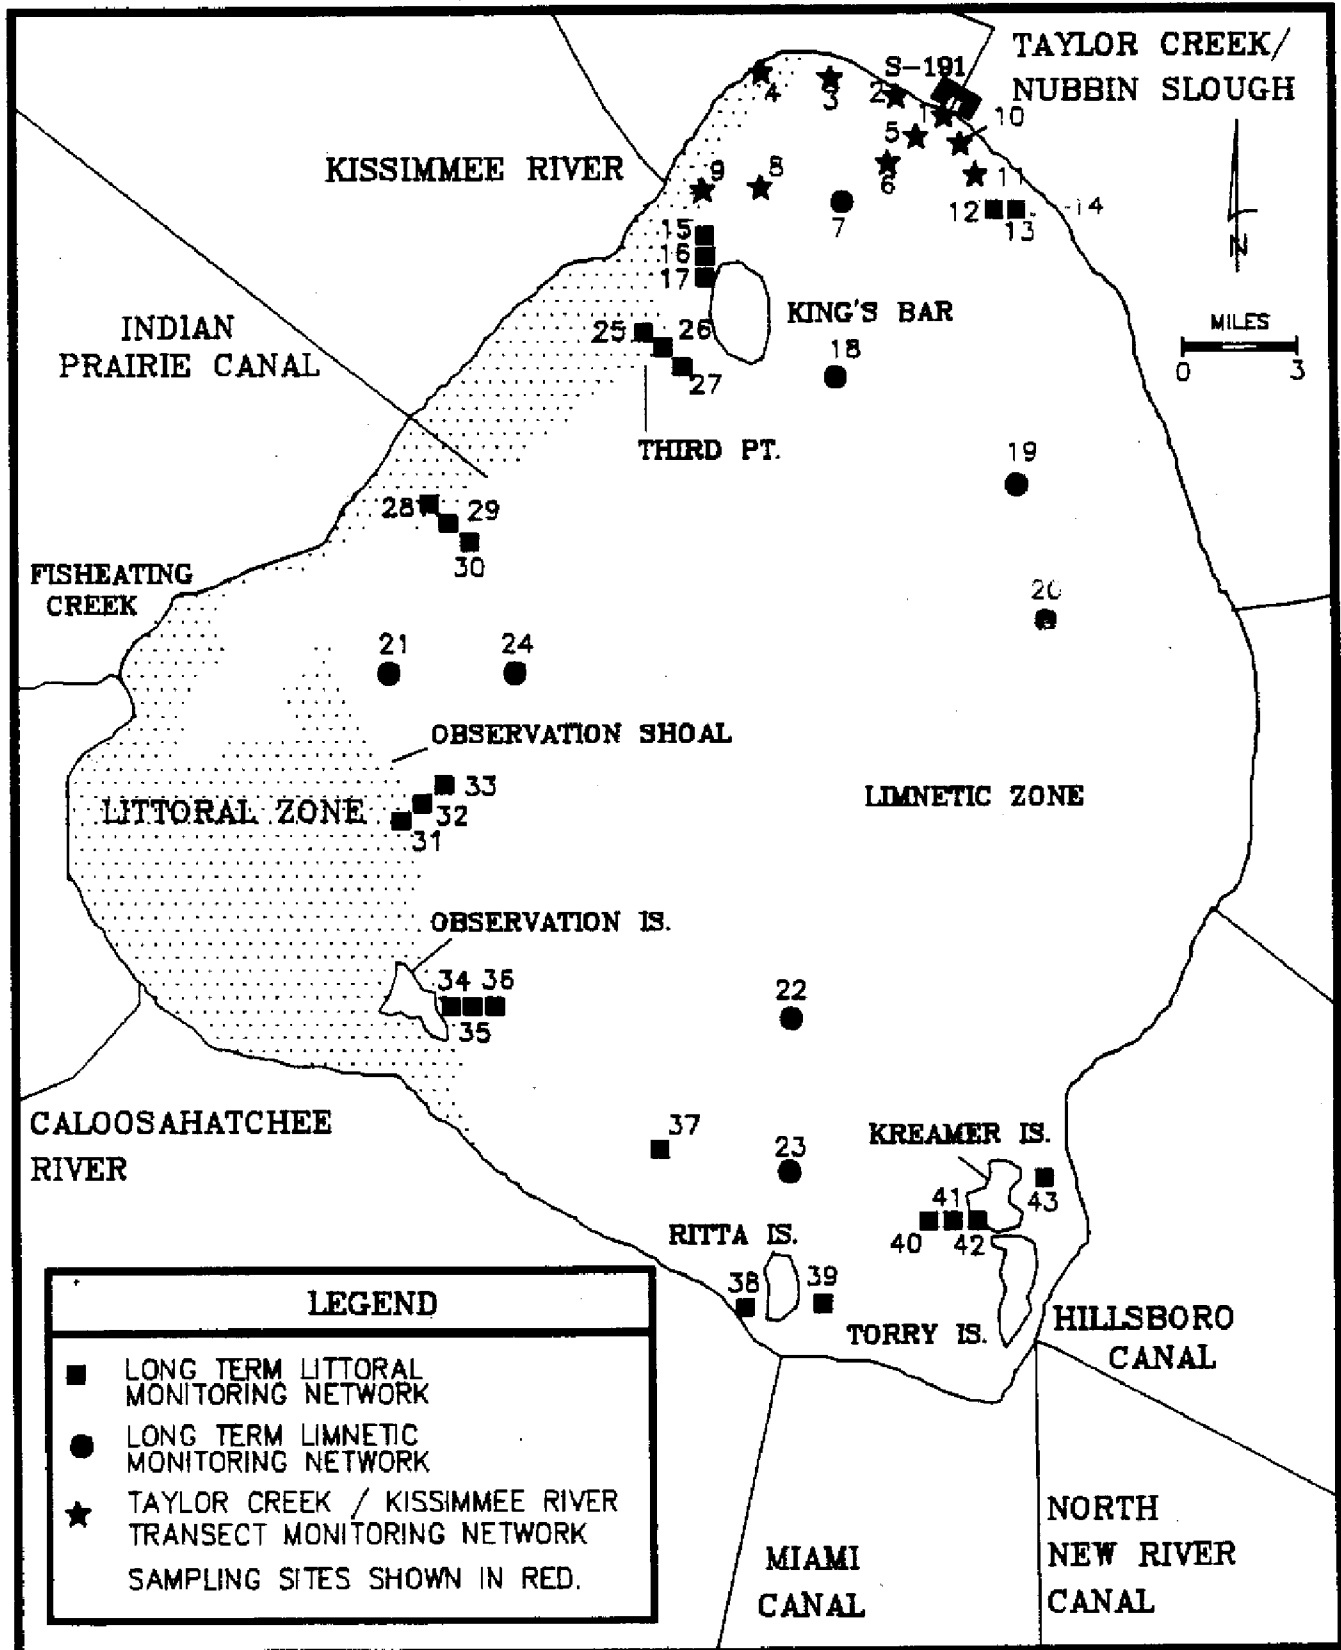 TAYLOR CREEK/
NUBBIN SLOUGH
S-191
4
3
2
1
10
5
6
11
KISSIMMEE RIVER
9
8
7
12
13
14
15
16
17
N
KING'S BAR
MILES
0 3
INDIAN
PRAIRIE CANAL
25
26
27
18
THIRD PT.
19
28
29
30
FISHEATING
CREEK
20
21
24
OBSERVATION SHOAL
33
32
31
LITTORAL ZONE
LIMNETIC ZONE
OBSERVATION IS.
34
36
35
22
CALOOSAHATCHEE
RIVER
37
23
KREAMER IS.
43
41
40
42
RITTA IS.
38
39
TORRY IS.
HILLSBORO
CANAL
LEGEND
LONG TERM LITTORAL
MONITORING NETWORK
LONG TERM LIMNETIC
MONITORING NETWORK
TAYLOR CREEK / KISSIMMEE RIVER
TRANSECT MONITORING NETWORK
SAMPLING SITES SHOWN IN RED.
MIAMI
CANAL
NORTH
NEW RIVER
CANAL